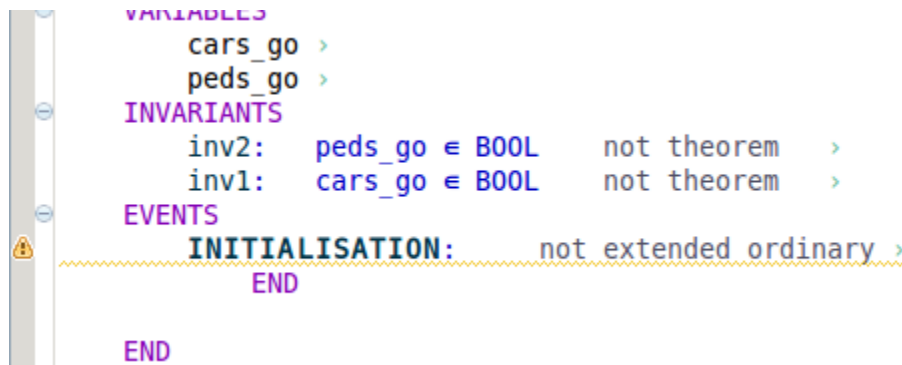 VARIABLES
cars_go ›
peds_go ›
INVARIANTS
inv2: peds_go ∈ BOOL not theorem ›
inv1: cars_go ∈ BOOL not theorem ›
EVENTS
INITIALISATION: not extended ordinary ›
END
END